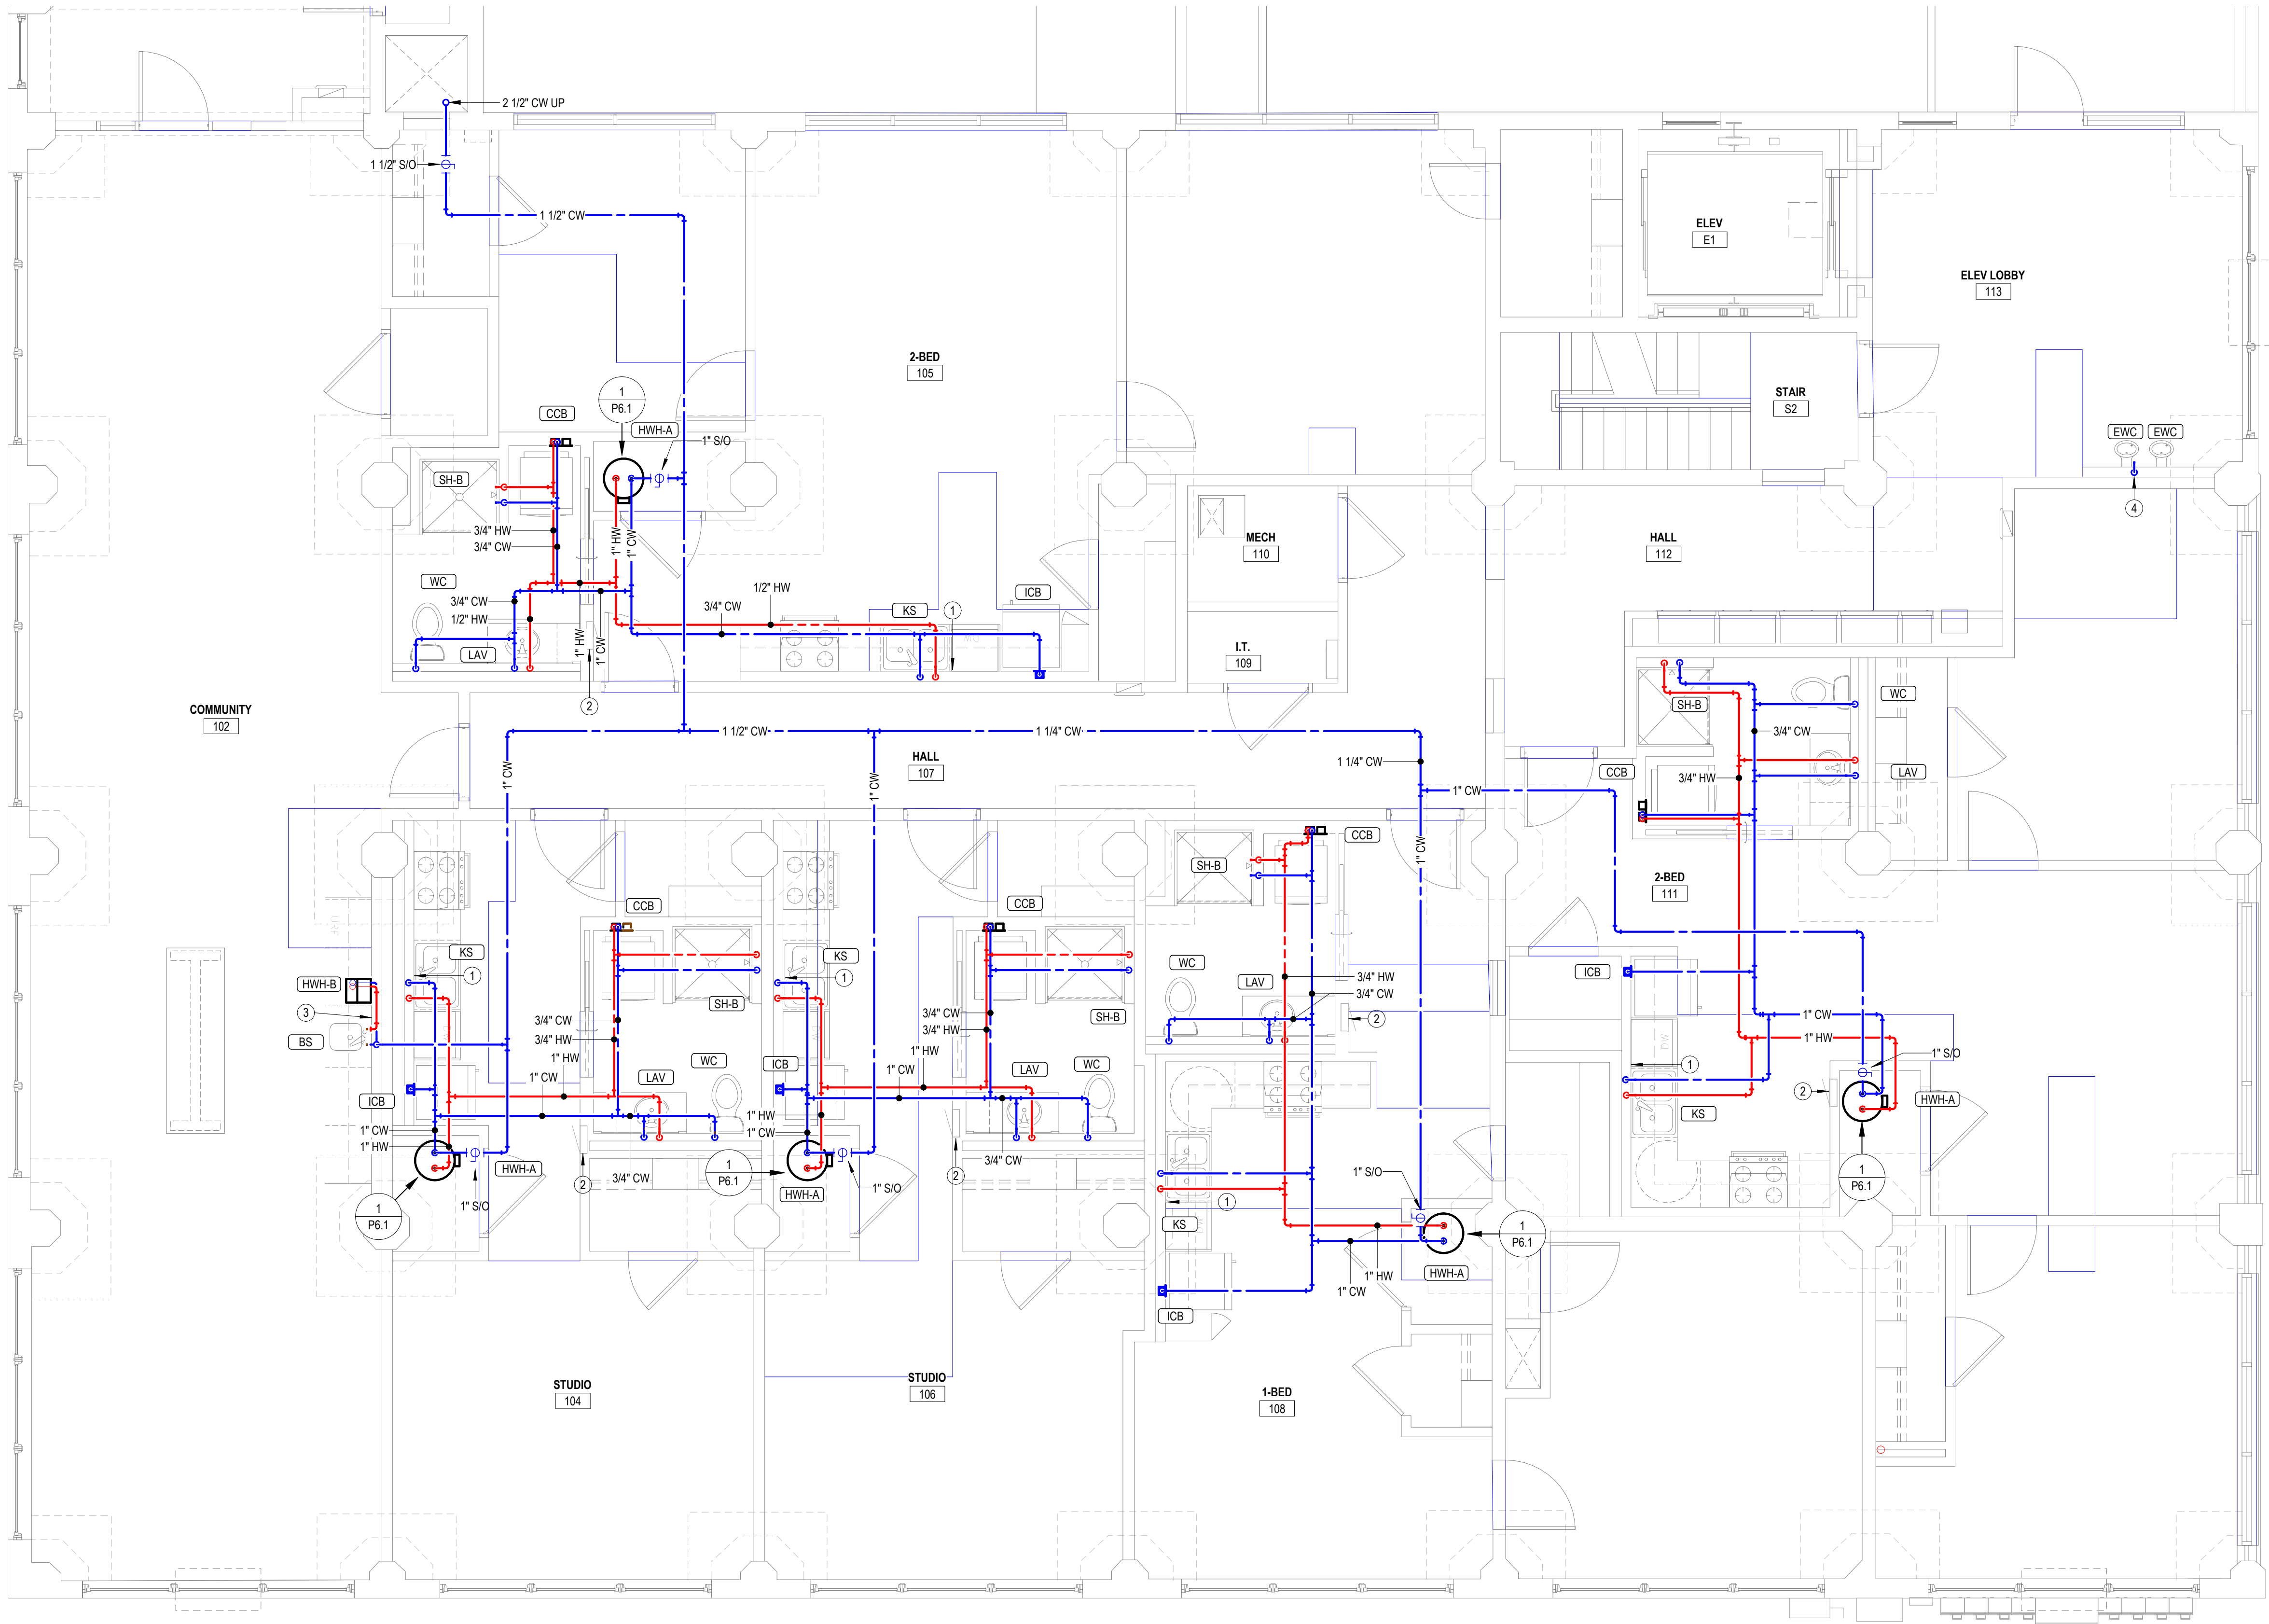 2 1/2" CW UP
1 1/2" S/O
1 1/2" CW
ELEV
E1
ELEV LOBBY
113
2-BED
105
STAIR
S2
1
P6.1
CCB
HWH-A
1" S/O
EWC
EWC
4
SH-B
3/4" HW
3/4" CW
1" HW
1" CW
MECH
110
HALL
112
WC
3/4" CW
1/2" HW
LAV
1" HW
1" CW
2
3/4" CW
1/2" HW
KS
1
ICB
I.T.
109
COMMUNITY
102
1 1/2" CW
1 1/4" CW
HALL
107
1" CW
1" CW
1 1/4" CW
1" CW
1" CW
SH-B
WC
3/4" CW
CCB
3/4" HW
LAV
2-BED
111
CCB
KS
1
HWH-B
3
BS
SH-B
3/4" CW
3/4" HW
1" HW
1" CW
WC
LAV
ICB
1" CW
1" HW
HWH-A
1
P6.1
1" S/O
2
3/4" CW
CCB
KS
1
SH-B
3/4" CW
3/4" HW
1" HW
1" CW
ICB
LAV
WC
1" HW
1" CW
1
P6.1
HWH-A
1" S/O
2
3/4" CW
CCB
SH-B
WC
LAV
3/4" HW
3/4" CW
2
1" S/O
1
KS
1
P6.1
HWH-A
1" HW
1" CW
ICB
ICB
1" CW
1" HW
1
1" S/O
2
KS
HWH-A
1
P6.1
STUDIO
104
STUDIO
106
1-BED
108